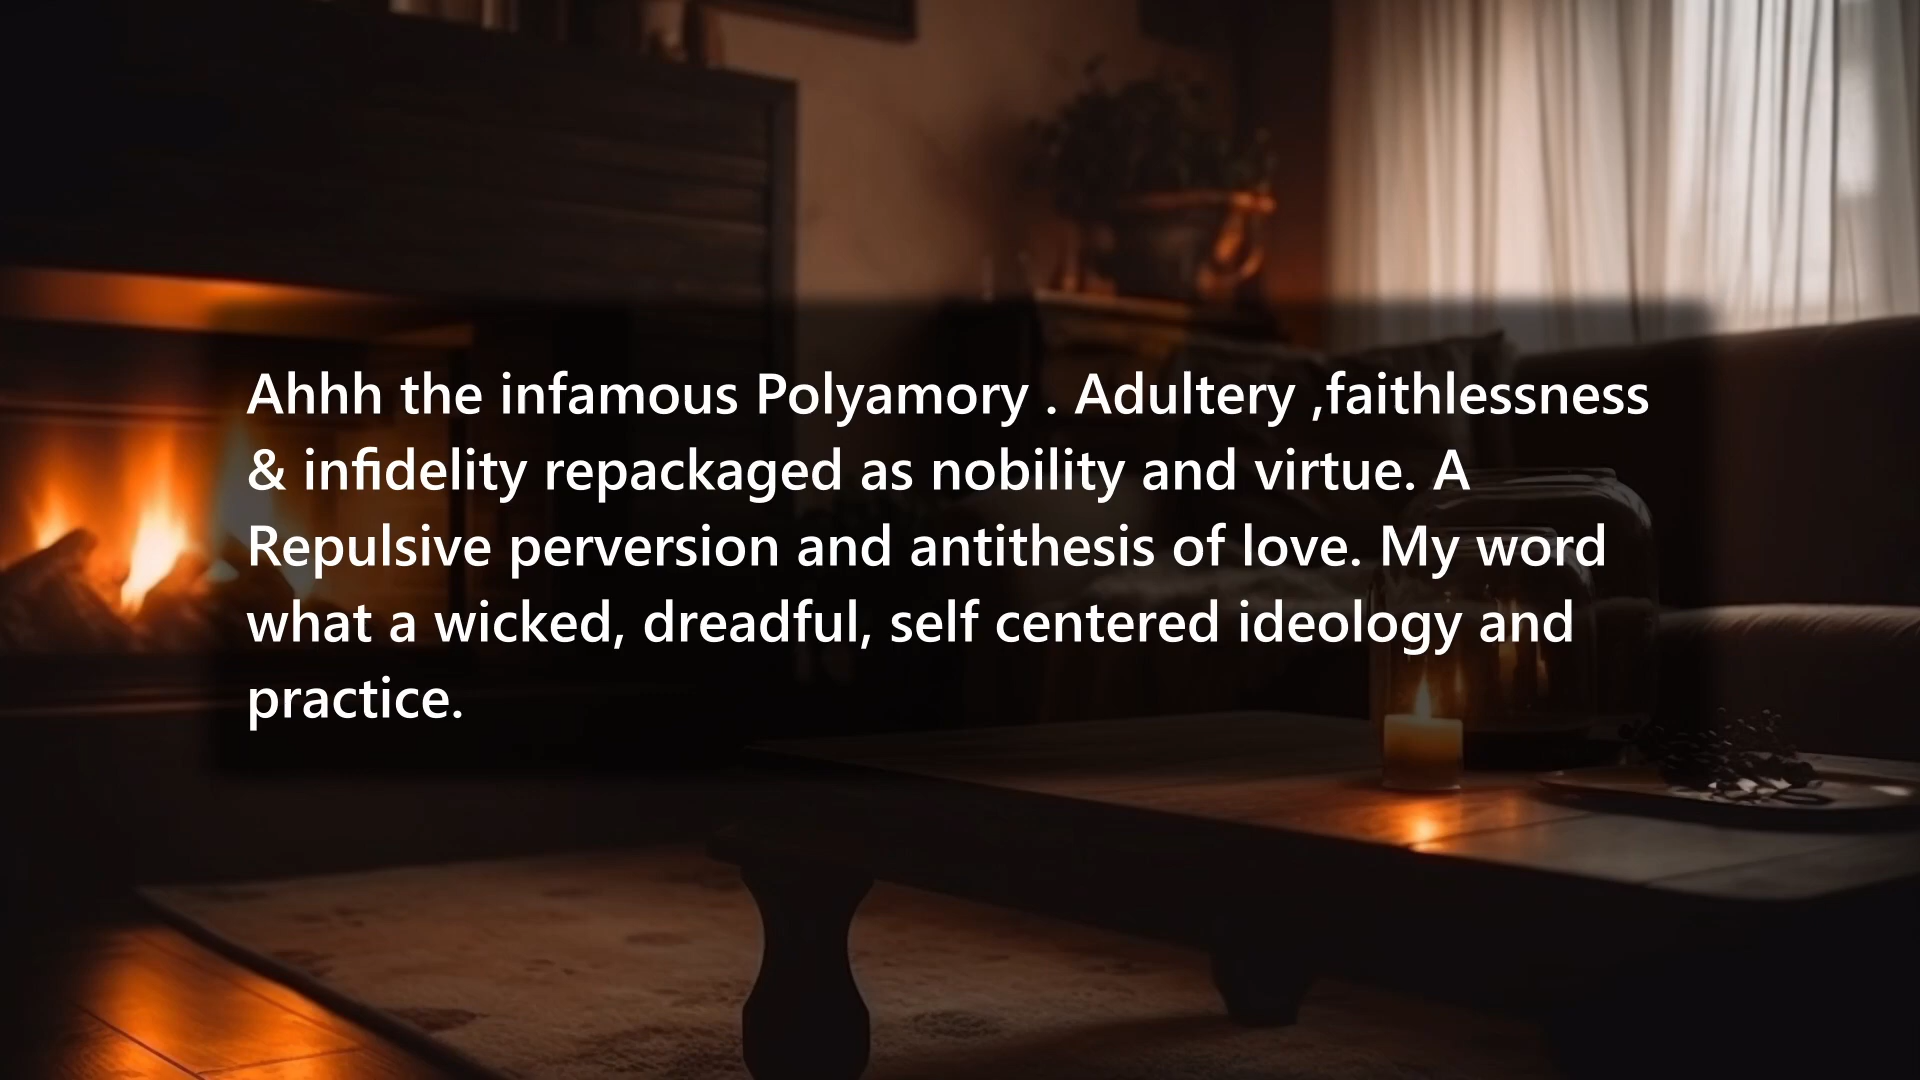 Ahhh the infamous Polyamory . Adultery ,faithlessness
& infidelity repackaged as nobility and virtue. A
Repulsive perversion and antithesis of love. My word
what a wicked, dreadful, self centered ideology and
practice.